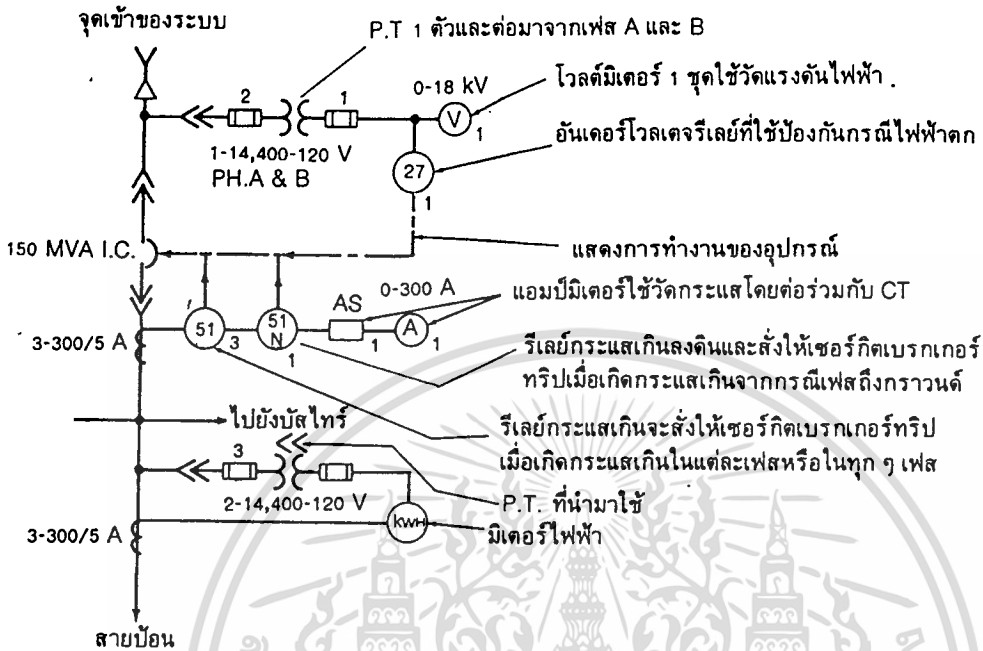 จุดเข้าของระบบ
P.T 1 ตัวและต่อมาจากเฟส A และ B
0-18 kV
โวลต์มิเตอร์ 1 ชุดใช้วัดแรงดันไฟฟ้า
2
1
V
1
อันเดอร์โวลเตจรีเลย์ที่ใช้ป้องกันกรณีไฟฟ้าตก
1-14,400-120 V
PH.A & B
27
1
150 MVA I.C.
แสดงการทำงานของอุปกรณ์
0-300 A
แอมป์มิเตอร์ใช้วัดกระแสโดยต่อร่วมกับ CT
AS
1
51
3
51
N
1
1
A
1
3-300/5 A
รีเลย์กระแสเกินลงดินและสั่งให้เซอร์กิตเบรกเกอร์
ทริปเมื่อเกิดกระแสเกินจากกรณีเฟสถึงกราวนด์
ไปยังบัสไทร์
รีเลย์กระแสเกินจะสั่งให้เซอร์กิตเบรกเกอร์ทริป
เมื่อเกิดกระแสเกินในแต่ละเฟสหรือในทุก ๆ เฟส
3
2-14,400-120 V
P.T. ที่นำมาใช้
3-300/5 A
KWH
มิเตอร์ไฟฟ้า
สายป้อน